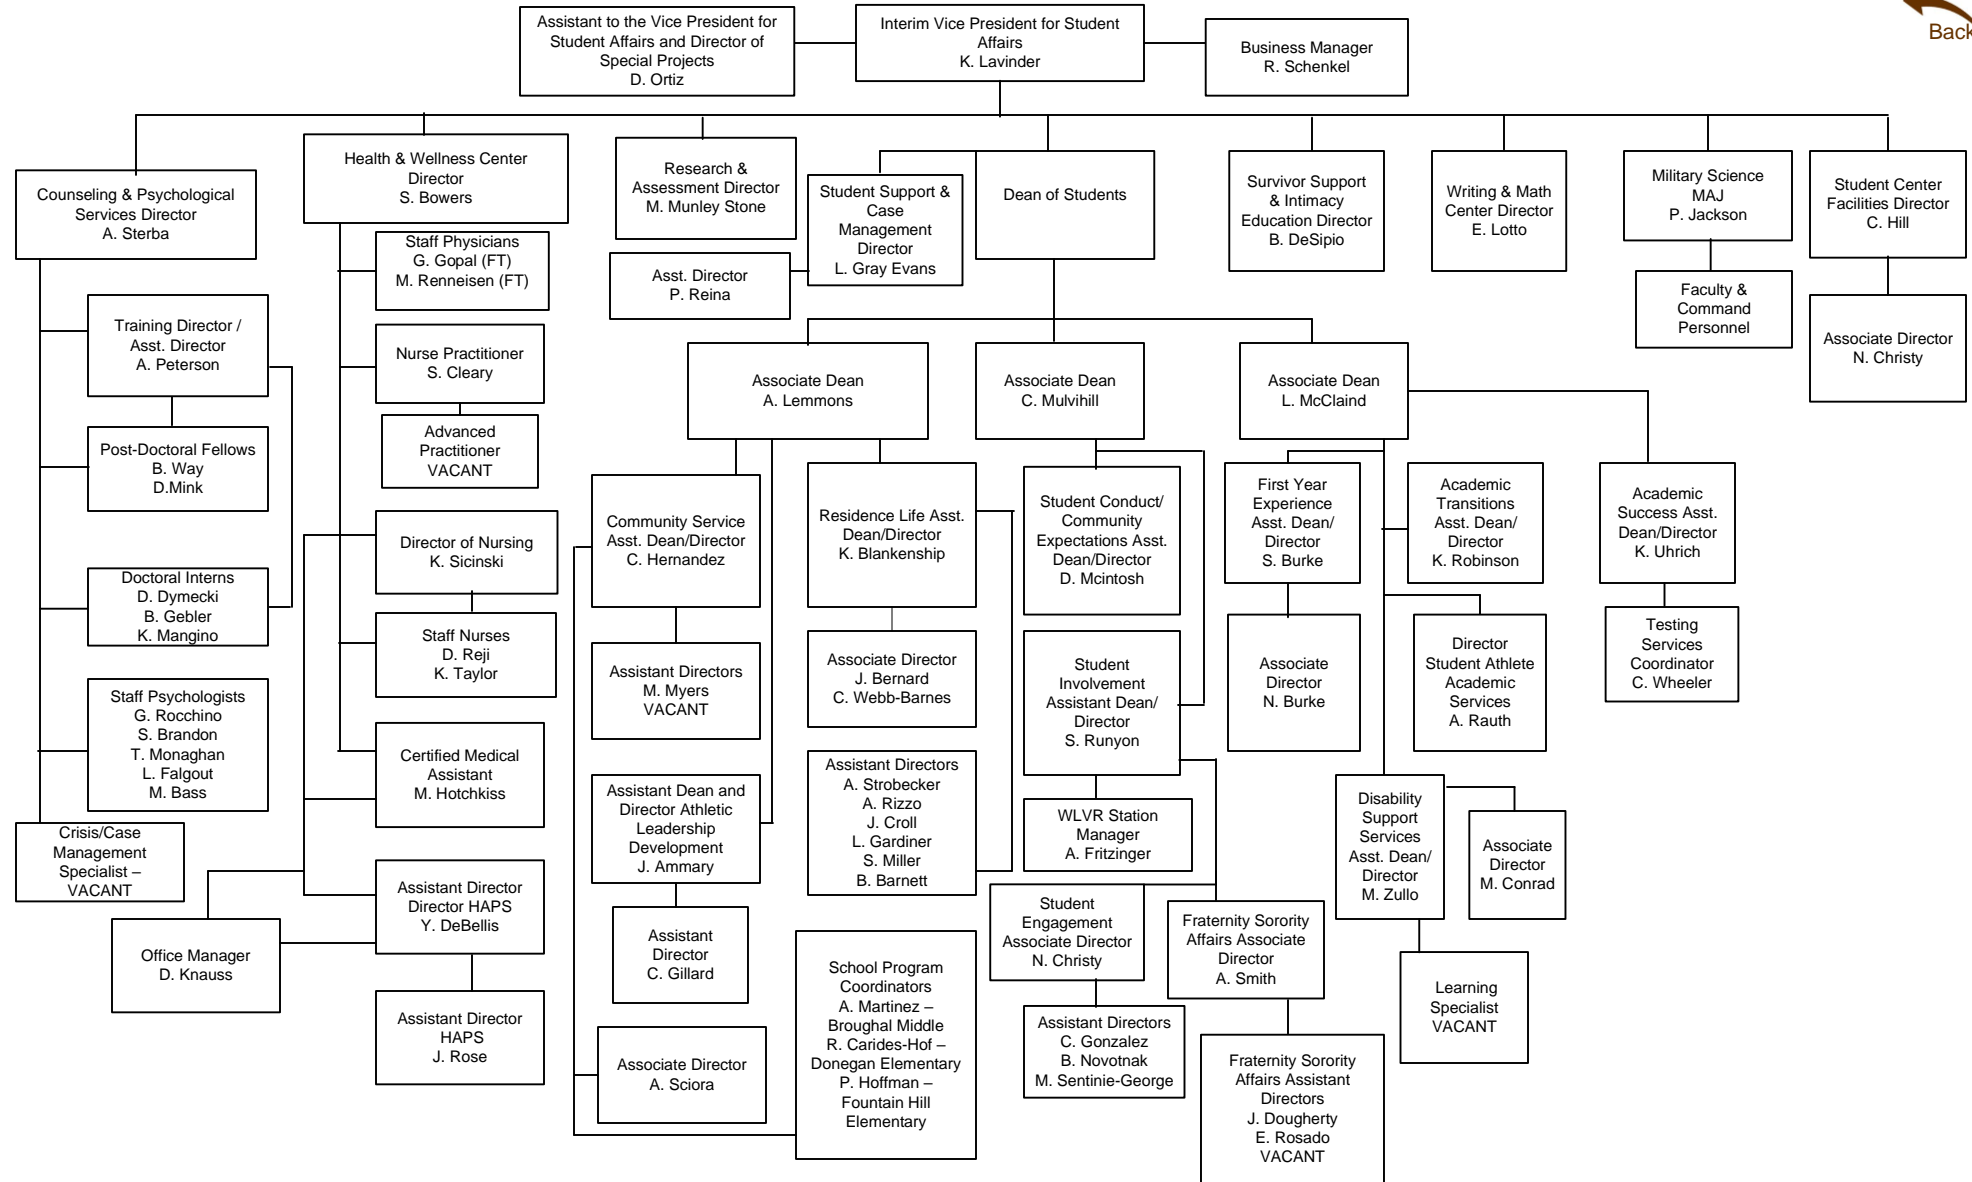 Assistant to the Vice President for
Student Affairs and Director of
Special Projects
D. Ortiz
Interim Vice President for Student
Affairs
K. Lavinder
Business Manager
R. Schenkel
Back
Counseling & Psychological
Services Director
A. Sterba
Health & Wellness Center
Director
S. Bowers
Research &
Assessment Director
M. Munley Stone
Student Support &
Case
Management
Director
L. Gray Evans
Asst. Director
P. Reina
Dean of Students
Survivor Support
& Intimacy
Education Director
B. DeSipio
Writing & Math
Center Director
E. Lotto
Military Science
MAJ
P. Jackson
Faculty &
Command
Personnel
Student Center
Facilities Director
C. Hill
Associate Director
N. Christy
Training Director /
Asst. Director
A. Peterson
Post-Doctoral Fellows
B. Way
D.Mink
Doctoral Interns
D. Dymecki
B. Gebler
K. Mangino
Staff Psychologists
G. Rocchino
S. Brandon
T. Monaghan
L. Falgout
M. Bass
Crisis/Case
Management
Specialist –
VACANT
Staff Physicians
G. Gopal (FT)
M. Renneisen (FT)
Nurse Practitioner
S. Cleary
Advanced
Practitioner
VACANT
Director of Nursing
K. Sicinski
Staff Nurses
D. Reji
K. Taylor
Certified Medical
Assistant
M. Hotchkiss
Assistant Director
Director HAPS
Y. DeBellis
Office Manager
D. Knauss
Assistant Director
HAPS
J. Rose
Associate Dean
A. Lemmons
Community Service
Asst. Dean/Director
C. Hernandez
Assistant Directors
M. Myers
VACANT
Assistant Dean and
Director Athletic
Leadership
Development
J. Ammary
Assistant
Director
C. Gillard
Associate Director
A. Sciora
Residence Life Asst.
Dean/Director
K. Blankenship
Associate Director
J. Bernard
C. Webb-Barnes
Assistant Directors
A. Strobecker
A. Rizzo
J. Croll
L. Gardiner
S. Miller
B. Barnett
School Program
Coordinators
A. Martinez –
Broughal Middle
R. Carides-Hof –
Donegan Elementary
P. Hoffman –
Fountain Hill
Elementary
Associate Dean
C. Mulvihill
Student Conduct/
Community
Expectations Asst.
Dean/Director
D. Mcintosh
Student
Involvement
Assistant Dean/
Director
S. Runyon
WLVR Station
Manager
A. Fritzinger
Student
Engagement
Associate Director
N. Christy
Assistant Directors
C. Gonzalez
B. Novotnak
M. Sentinie-George
Fraternity Sorority
Affairs Associate
Director
A. Smith
Fraternity Sorority
Affairs Assistant
Directors
J. Dougherty
E. Rosado
VACANT
Associate Dean
L. McClaind
First Year
Experience
Asst. Dean/
Director
S. Burke
Associate
Director
N. Burke
Academic
Transitions
Asst. Dean/
Director
K. Robinson
Director
Student Athlete
Academic
Services
A. Rauth
Disability
Support
Services
Asst. Dean/
Director
M. Zullo
Associate
Director
M. Conrad
Learning
Specialist
VACANT
Academic
Success Asst.
Dean/Director
K. Uhrich
Testing
Services
Coordinator
C. Wheeler